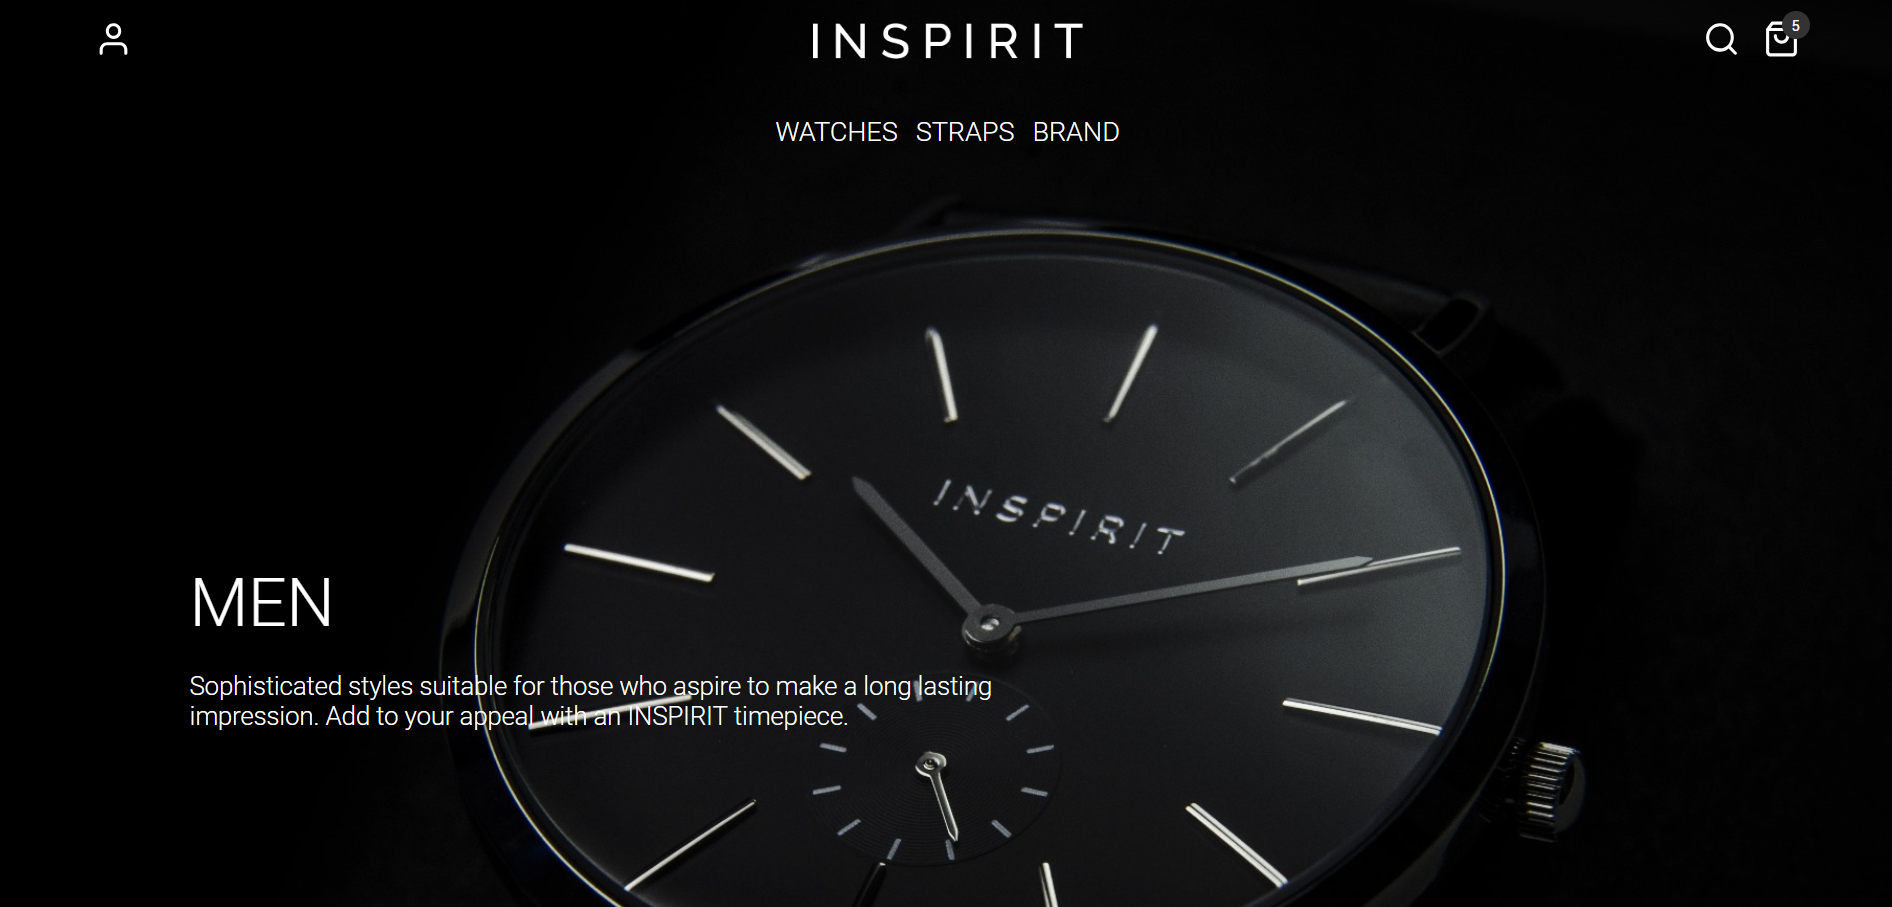 INSPIRIT
5
WATCHES STRAPS BRAND
INSPIRIT
MEN
Sophisticated styles suitable for those who aspire to make a long lasting
impression. Add to your appeal with an INSPIRIT timepiece.